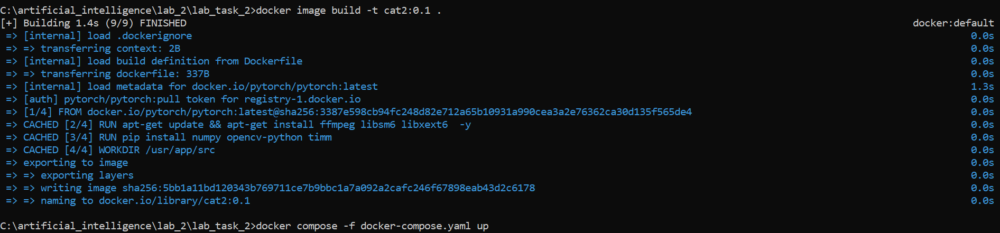 C:\artificial_intelligence\lab_2\lab_task_2>docker image build -t cat2:0.1 .
[+] Building 1.4s (9/9) FINISHED docker:default
=> [internal] load .dockerignore 0.0s
=> => transferring context: 2B 0.0s
=> [internal] load build definition from Dockerfile 0.0s
=> => transferring dockerfile: 337B 0.0s
=> [internal] load metadata for docker.io/pytorch/pytorch:latest 1.3s
=> [auth] pytorch/pytorch:pull token for registry-1.docker.io 0.0s
=> [1/4] FROM docker.io/pytorch/pytorch:latest@sha256:3387e598cb94fc248d82e712a65b10931a990cea3a2e76362ca30d135f565de4 0.0s
=> CACHED [2/4] RUN apt-get update && apt-get install ffmpeg libsm6 libxext6  -y 0.0s
=> CACHED [3/4] RUN pip install numpy opencv-python timm 0.0s
=> CACHED [4/4] WORKDIR /usr/app/src 0.0s
=> exporting to image 0.0s
=> => exporting layers 0.0s
=> => writing image sha256:5bb1a11bd120343b769711ce7b9bbc1a7a092a2cafc246f67898eab43d2c6178 0.0s
=> => naming to docker.io/library/cat2:0.1 0.0s
C:\artificial_intelligence\lab_2\lab_task_2>docker compose -f docker-compose.yaml up